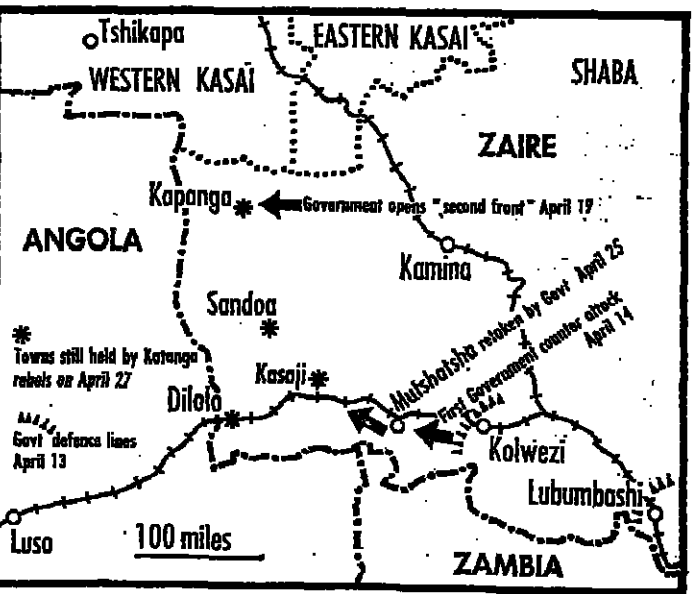 Tshikapa
EASTERN KASAI
WESTERN KASAI
SHABA
ZAIRE
Kapanga
Government opens "second front" April 19
ANGOLA
Kamina
Sandoa
Mutshatsha retaken by Govt April 25
First Government counter attack
April 14
Towns still held by Katanga
rebels on April 27
Kasaji
Dilolo
Govt defence lines
April 13
Kolwezi
Lubumbashi
Luso
100 miles
ZAMBIA